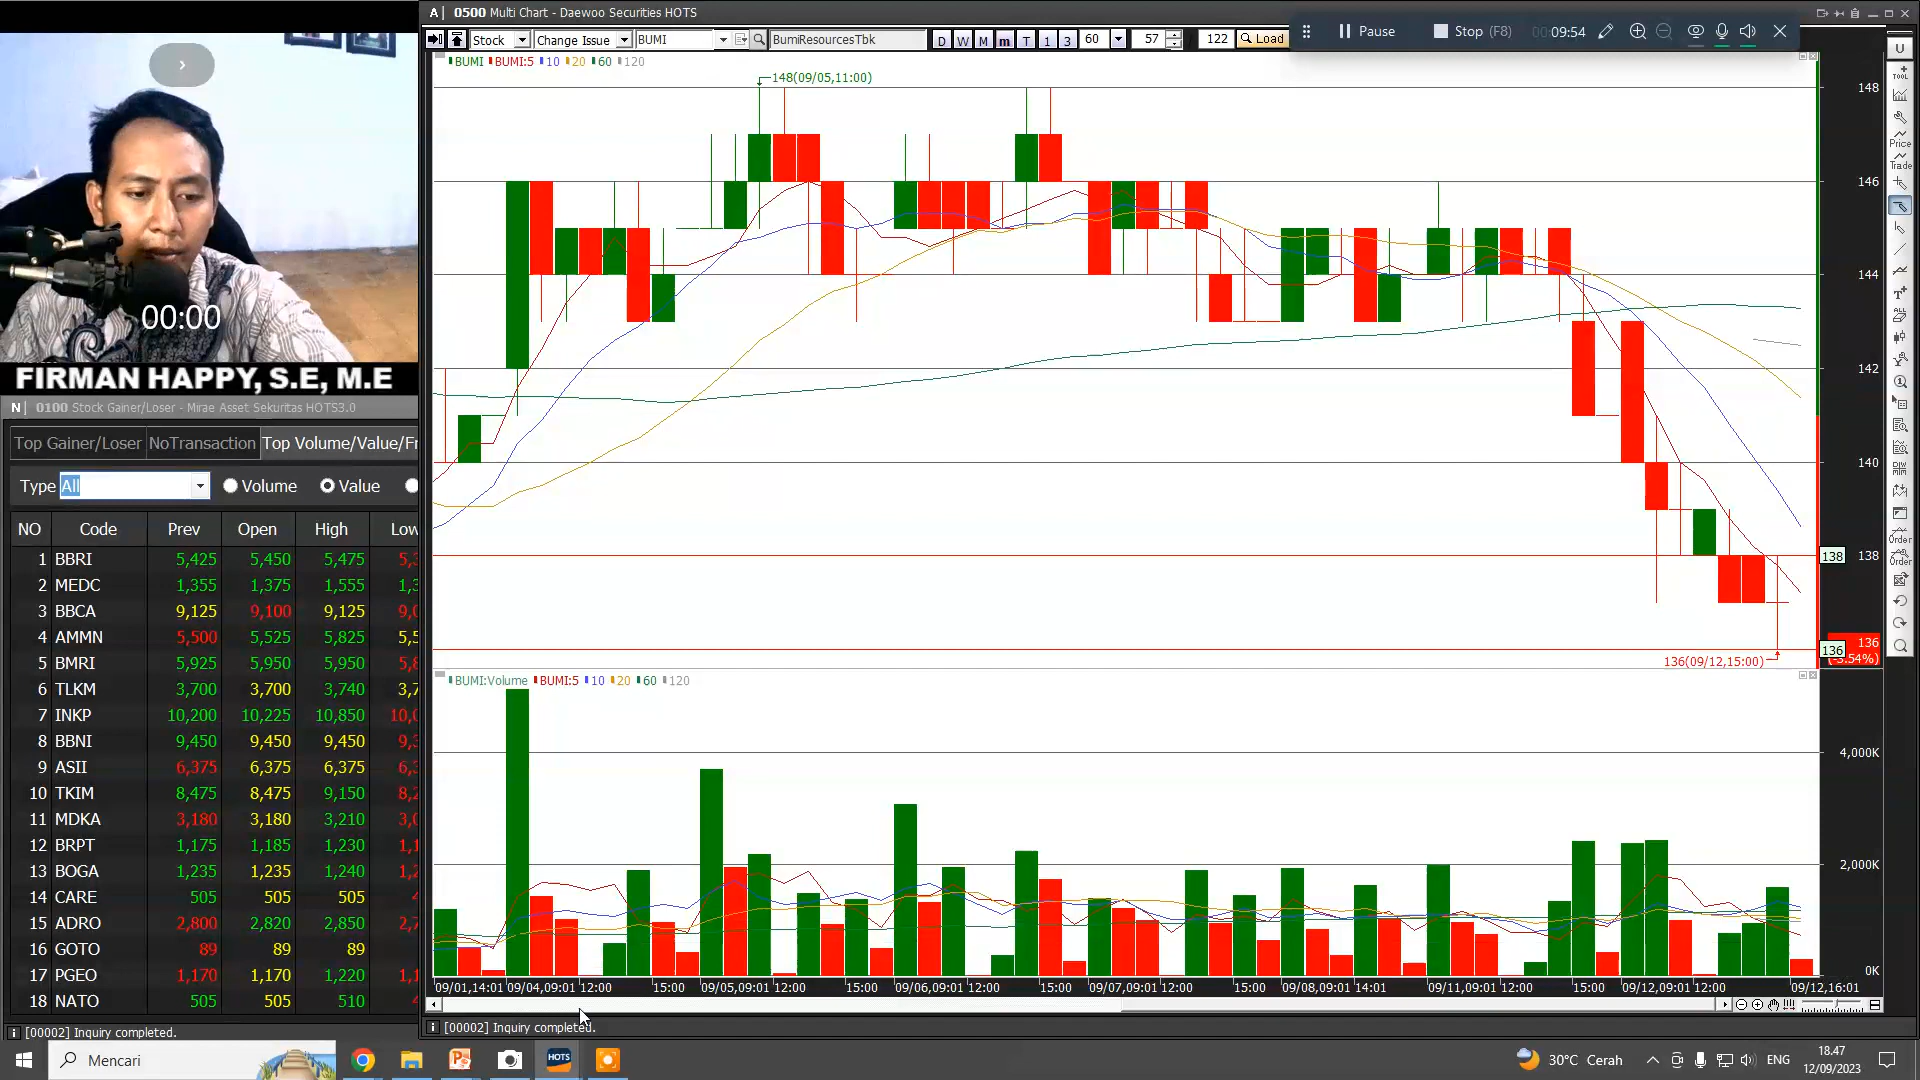 A 0500 Multi Chart - Daewoo Securities HOTS
Stock Change Issue BUMI BumiResourcesTbk D W M m T 1 3 60 57 122 Load
Pause Stop (F8) 00:09:54
BUMI BUMI:5 10 20 60 120
148(09/05,11:00)
148
146
144
142
140
138 138
136 136
(-3.54%)
136(09/12,15:00)
BUMI:Volume BUMI:5 10 20 60 120
4,000K
2,000K
0K
09/01,14:01 09/04,09:01 12:00 15:00 09/05,09:01 12:00 15:00 09/06,09:01 12:00 15:00 09/07,09:01 12:00 15:00 09/08,09:01 14:01 09/11,09:01 12:00 15:00 09/12,09:01 12:00 09/12,16:01
[00002] Inquiry completed.
U
TOOL
Price
Trade
T
ALL
Order
Order
00:00
FIRMAN HAPPY, S.E, M.E
N 0100 Stock Gainer/Loser - Mirae Asset Sekuritas HOTS3.0
Top Gainer/Loser NoTransaction Top Volume/Value/Fr
Type All Volume Value
NO Code Prev Open High Low
1 BBRI 5,425 5,450 5,475
2 MEDC 1,355 1,375 1,555
3 BBCA 9,125 9,100 9,125
4 AMMN 5,500 5,525 5,825
5 BMRI 5,925 5,950 5,950
6 TLKM 3,700 3,700 3,740
7 INKP 10,200 10,225 10,850
8 BBNI 9,450 9,450 9,450
9 ASII 6,375 6,375 6,375
10 TKIM 8,475 8,475 9,150
11 MDKA 3,180 3,180 3,210
12 BRPT 1,175 1,185 1,230
13 BOGA 1,235 1,235 1,240
14 CARE 505 505 505
15 ADRO 2,800 2,820 2,850
16 GOTO 89 89 89
17 PGEO 1,170 1,170 1,220
18 NATO 505 505 510
[00002] Inquiry completed.
Mencari HOTS 30°C Cerah ENG 18.47
12/09/2023